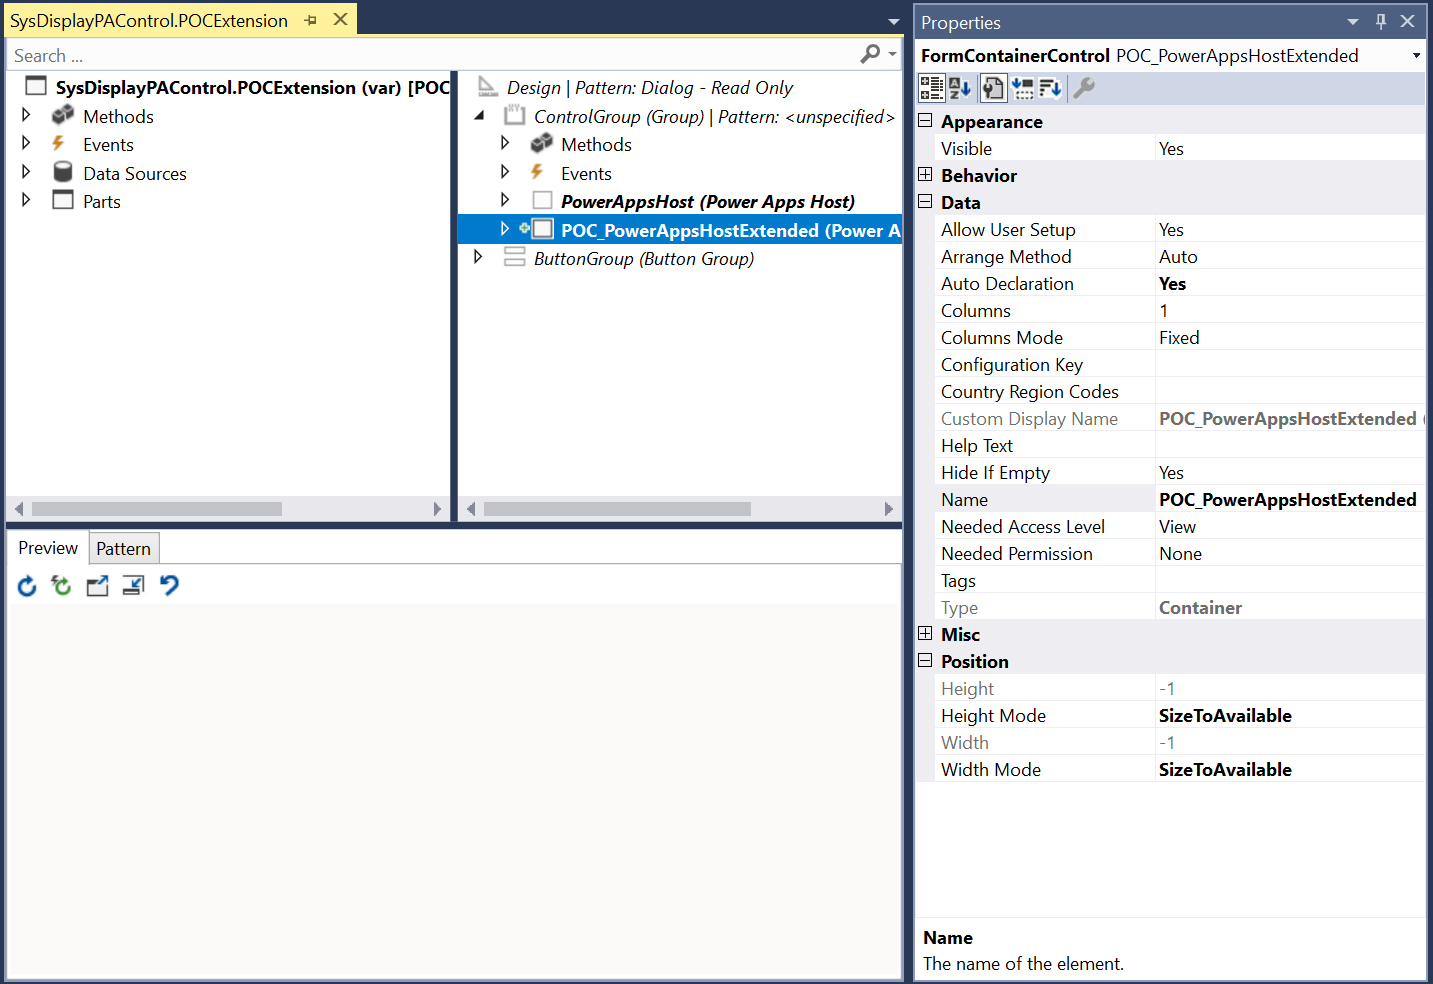 SysDisplayPAControl.POCExtension
Search ...
SysDisplayPAControl.POCExtension (var) [POC
Methods
Events
Data Sources
Parts
Design | Pattern: Dialog - Read Only
ControlGroup (Group) | Pattern: <unspecified>
Methods
Events
PowerAppsHost (Power Apps Host)
POC_PowerAppsHostExtended (Power A
ButtonGroup (Button Group)
Preview
Pattern
Properties
FormContainerControl POC_PowerAppsHostExtended
Appearance
Visible Yes
Behavior
Data
Allow User Setup Yes
Arrange Method Auto
Auto Declaration Yes
Columns 1
Columns Mode Fixed
Configuration Key
Country Region Codes
Custom Display Name POC_PowerAppsHostExtended (
Help Text
Hide If Empty Yes
Name POC_PowerAppsHostExtended
Needed Access Level View
Needed Permission None
Tags
Type Container
Misc
Position
Height -1
Height Mode SizeToAvailable
Width -1
Width Mode SizeToAvailable
Name
The name of the element.